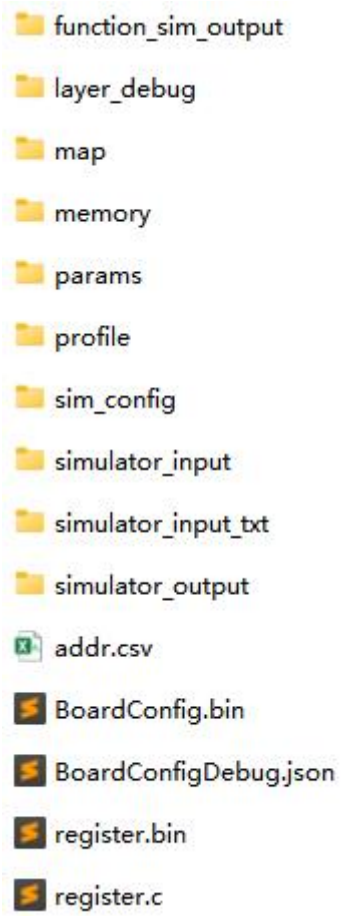 function_sim_output
layer_debug
map
memory
params
profile
sim_config
simulator_input
simulator_input_txt
simulator_output
addr.csv
BoardConfig.bin
BoardConfigDebug.json
register.bin
register.c